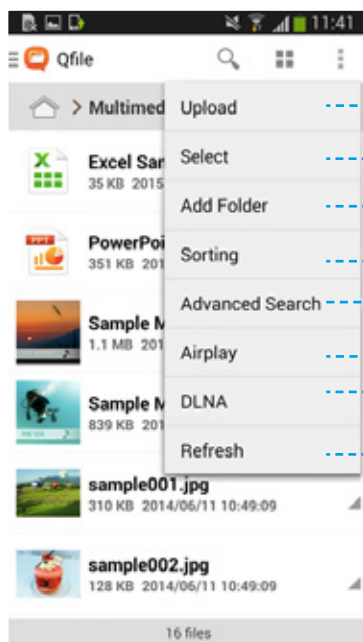 11:41
Qfile
> Multimed
Upload
Select
Add Folder
Sorting
Advanced Search
Airplay
DLNA
Refresh
Excel Sar
35 KB 2015
PPT
PowerPoi
351 KB 201
Sample M
1.1 MB 201
Sample M
839 KB 201
sample001.jpg
310 KB 2014/06/11 10:49:09
sample002.jpg
128 KB 2014/06/11 10:49:09
16 files